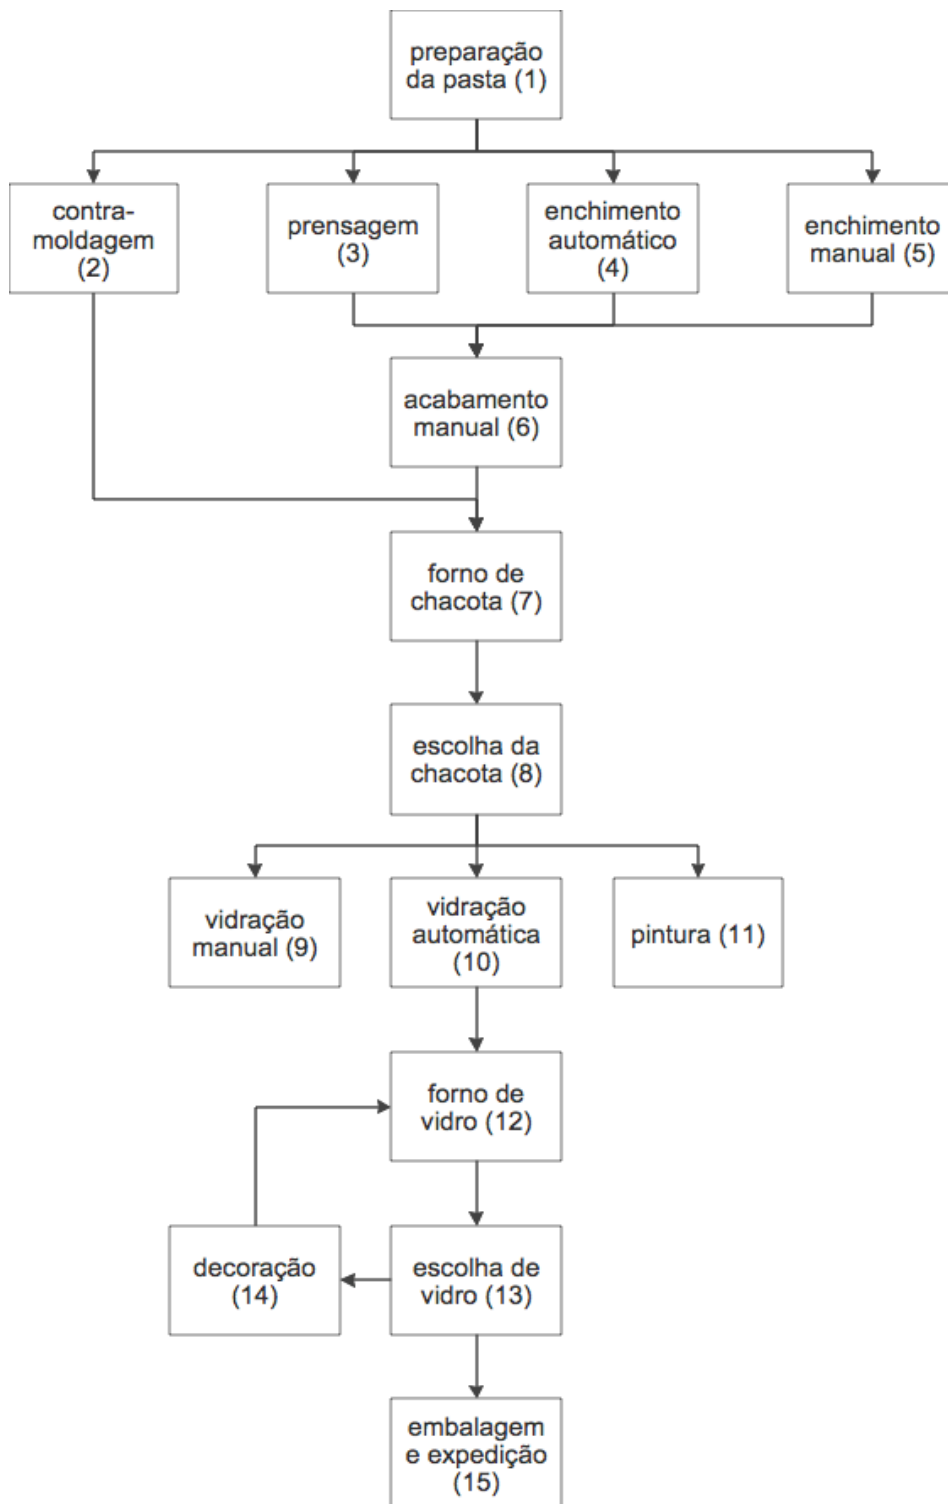 preparação
da pasta (1)
contra-
moldagem
(2)
prensagem
(3)
enchimento
automático
(4)
enchimento
manual (5)
acabamento
manual (6)
forno de
chacota (7)
escolha da
chacota (8)
vidração
manual (9)
vidração
automática
(10)
pintura (11)
forno de
vidro (12)
decoração
(14)
escolha de
vidro (13)
embalagem
e expedição
(15)